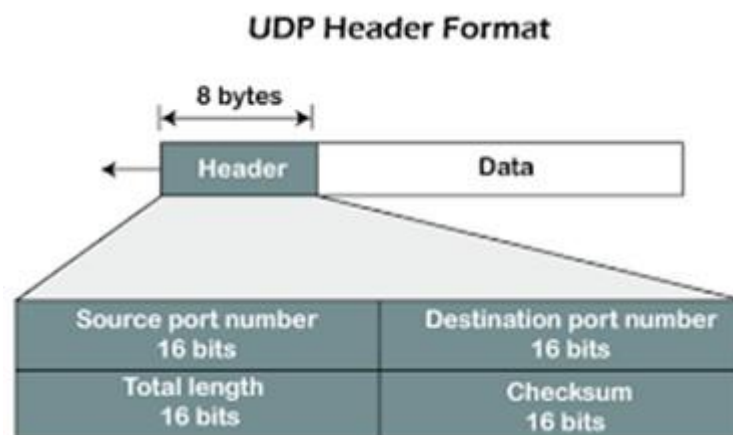 UDP Header Format
8 bytes
Header
Data
Source port number
16 bits
Destination port number
16 bits
Total length
16 bits
Checksum
16 bits